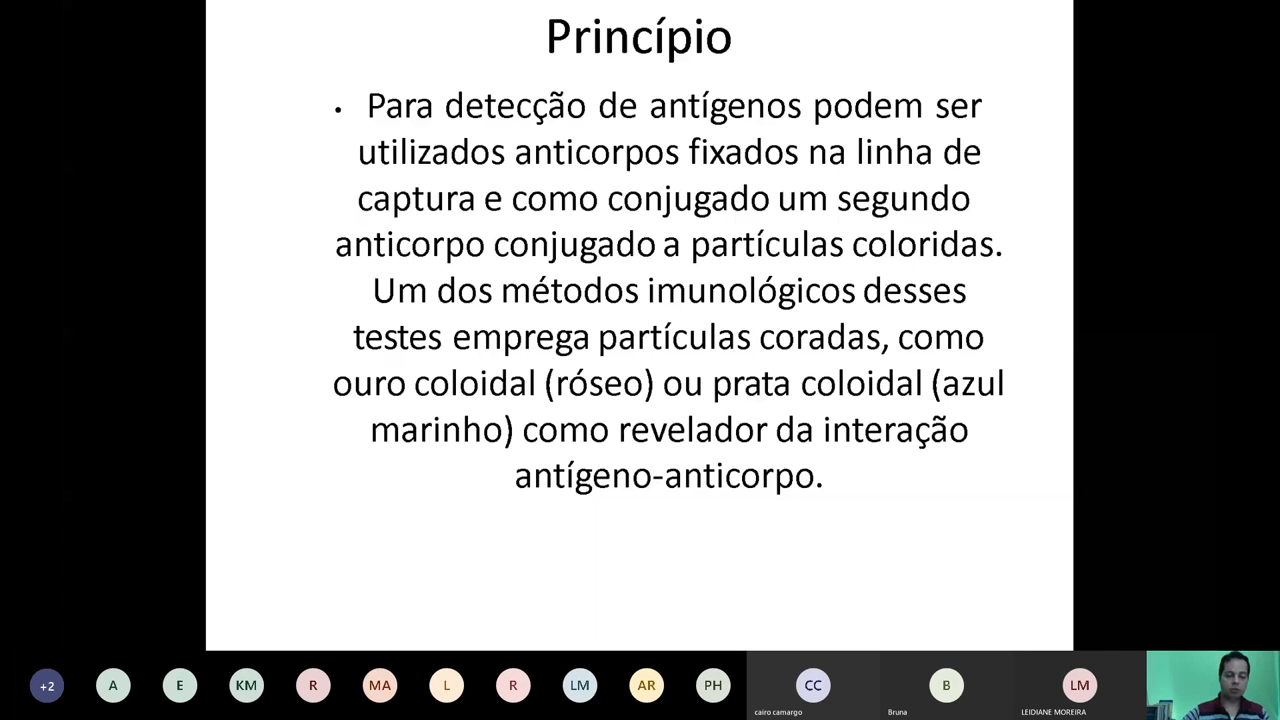 Princípio
• Para detecção de antígenos podem ser
utilizados anticorpos fixados na linha de
captura e como conjugado um segundo
anticorpo conjugado a partículas coloridas.
Um dos métodos imunológicos desses
testes emprega partículas coradas, como
ouro coloidal (róseo) ou prata coloidal (azul
marinho) como revelador da interação
antígeno-anticorpo.
+2 A E KM R MA L R LM AR PH CC B LM
cairo camargo Bruna LEIDIANE MOREIRA